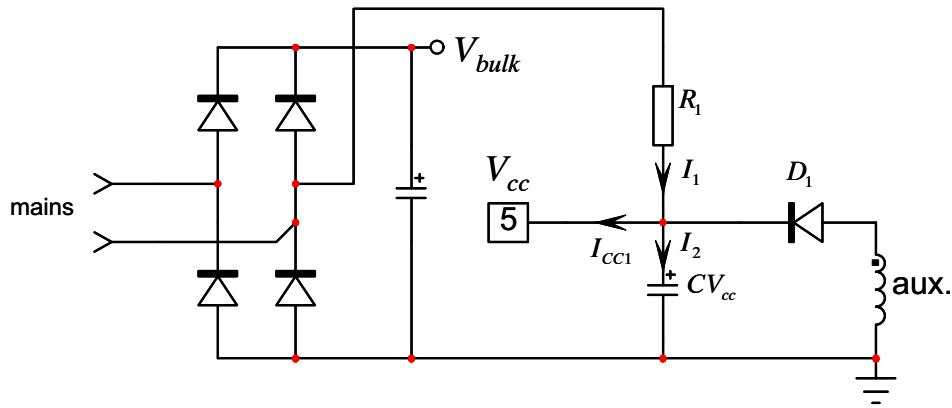 V_bulk
R_1
I_1
D_1
V_cc
5
mains
I_CC1
I_2
CV_cc
aux.